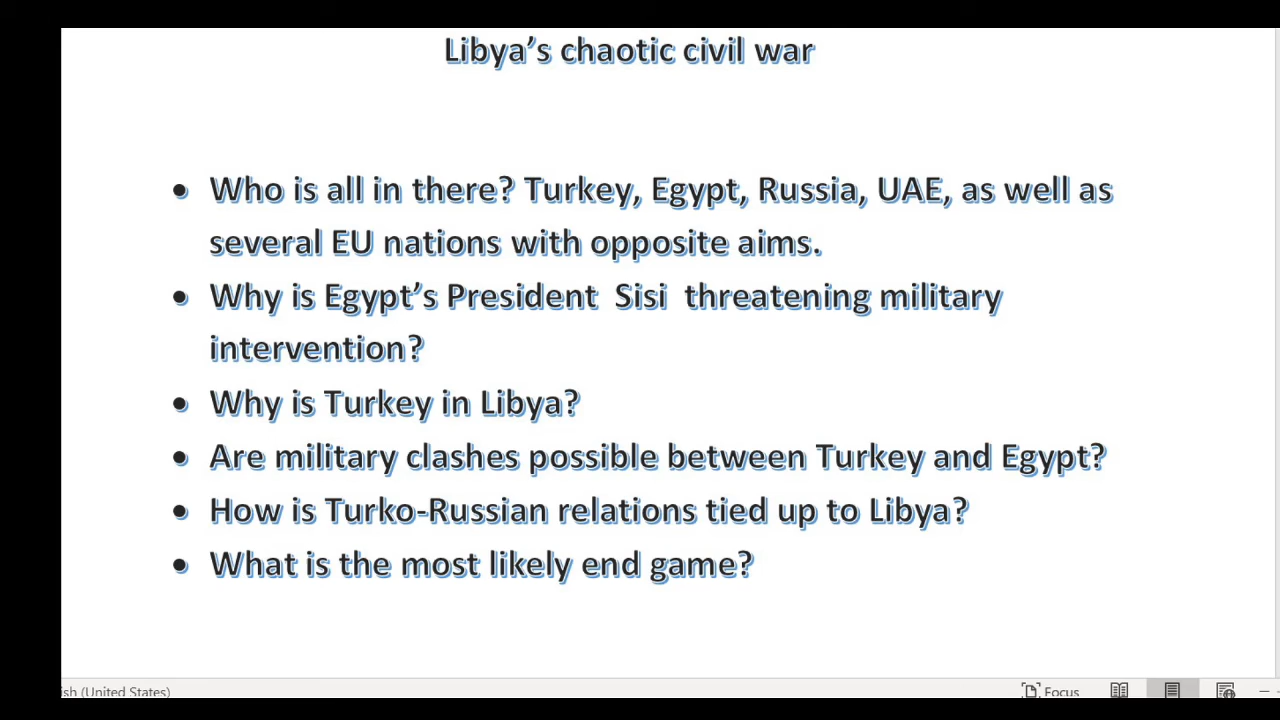 Libya's chaotic civil war
• Who is all in there? Turkey, Egypt, Russia, UAE, as well as
several EU nations with opposite aims.
• Why is Egypt's President  Sisi  threatening military
intervention?
• Why is Turkey in Libya?
• Are military clashes possible between Turkey and Egypt?
• How is Turko-Russian relations tied up to Libya?
• What is the most likely end game?
ish (United States)
Focus